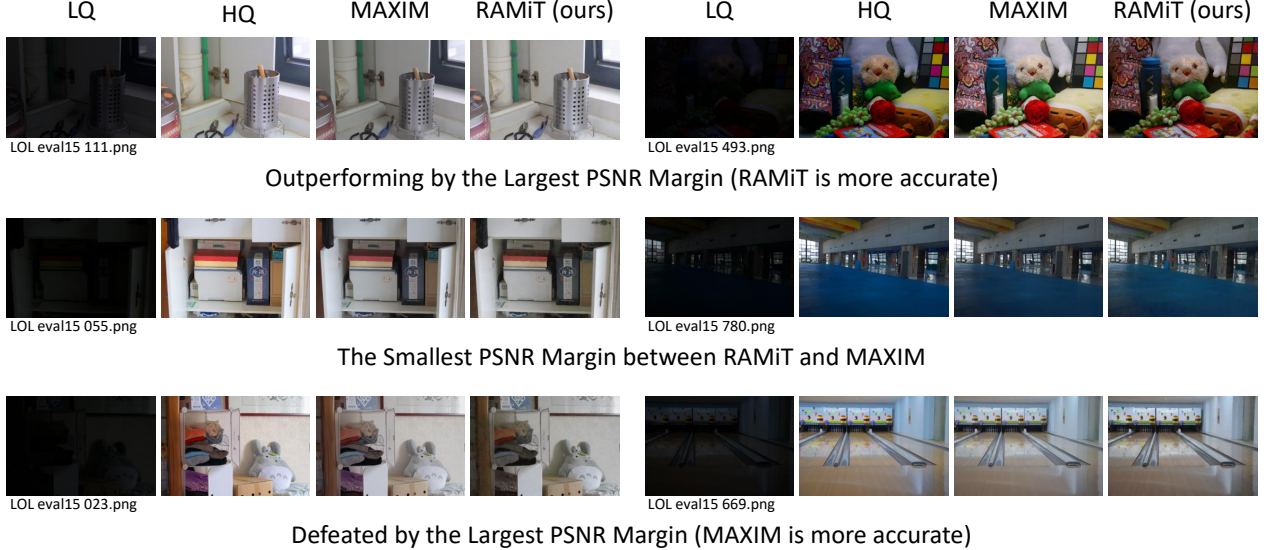 LQ HQ MAXIM RAMiT (ours) LQ HQ MAXIM RAMiT (ours)
LOL eval15 111.png LOL eval15 493.png
Outperforming by the Largest PSNR Margin (RAMiT is more accurate)
LOL eval15 055.png LOL eval15 780.png
The Smallest PSNR Margin between RAMiT and MAXIM
LOL eval15 023.png LOL eval15 669.png
Defeated by the Largest PSNR Margin (MAXIM is more accurate)